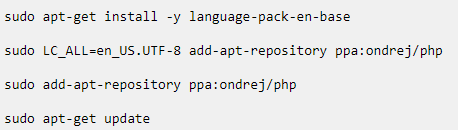 sudo apt-get install -y language-pack-en-base
sudo LC_ALL=en_US.UTF-8 add-apt-repository ppa:ondrej/php
sudo add-apt-repository ppa:ondrej/php
sudo apt-get update